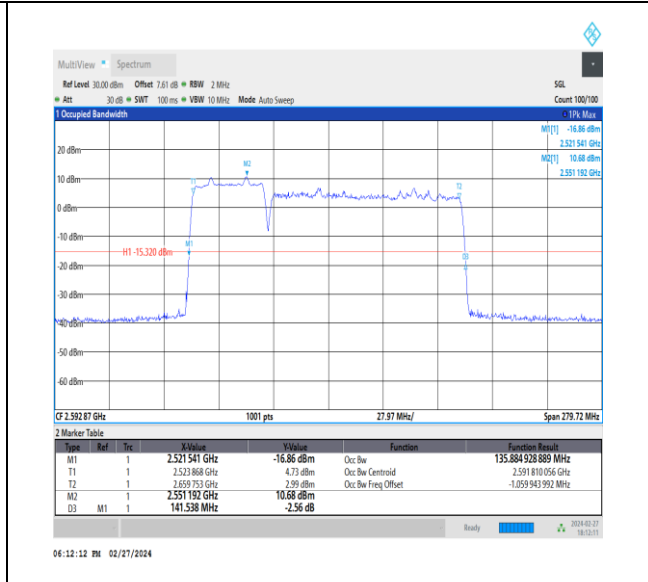 MultiView Spectrum
Ref Level 30.00 dBm Offset 7.61 dB RBW 2 MHz SGL
Att 30 dB SWT 100 ms VBW 10 MHz Mode Auto Sweep Count 100/100
1 Occupied Bandwidth 1Pk Max
M1[1] -16.86 dBm
2.521 541 GHz
20 dBm
M2[1] 10.68 dBm
2.551 192 GHz
M2
10 dBm
T1 T2
0 dBm
-10 dBm
M1
H1 -15.320 dBm
D3
-20 dBm
-30 dBm
-40 dBm
-50 dBm
-60 dBm
CF 2.592 87 GHz 1001 pts 27.97 MHz/ Span 279.72 MHz
2 Marker Table
Type Ref Trc X-Value Y-Value Function Function Result
M1 1 2.521 541 GHz -16.86 dBm Occ Bw 135.884 928 889 MHz
T1 1 2.523 868 GHz 4.73 dBm Occ Bw Centroid 2.591 810 056 GHz
T2 1 2.659 753 GHz 2.99 dBm Occ Bw Freq Offset -1.059 943 992 MHz
M2 1 2.551 192 GHz 10.68 dBm
D3 M1 1 141.538 MHz -2.56 dB
Ready 2024-02-27
18:12:11
06:12:12 PM 02/27/2024